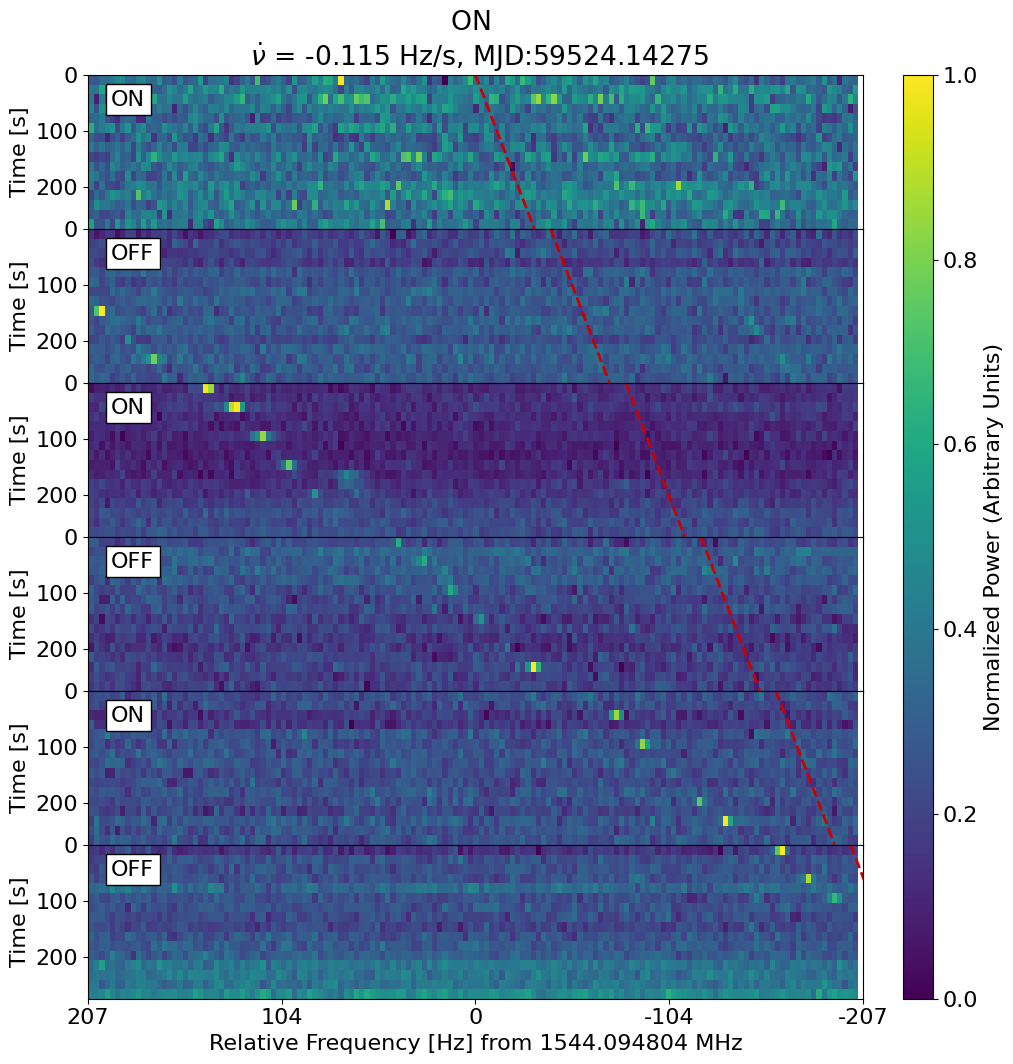 ON
ν̇ = -0.115 Hz/s, MJD:59524.14275
0
ON
100
Time [s]
200
0
OFF
100
Time [s]
200
0
ON
100
Time [s]
200
0
OFF
100
Time [s]
200
0
ON
100
Time [s]
200
0
OFF
100
Time [s]
200
207 104 0 -104 -207
Relative Frequency [Hz] from 1544.094804 MHz
1.0
0.8
0.6
0.4
0.2
0.0
Normalized Power (Arbitrary Units)